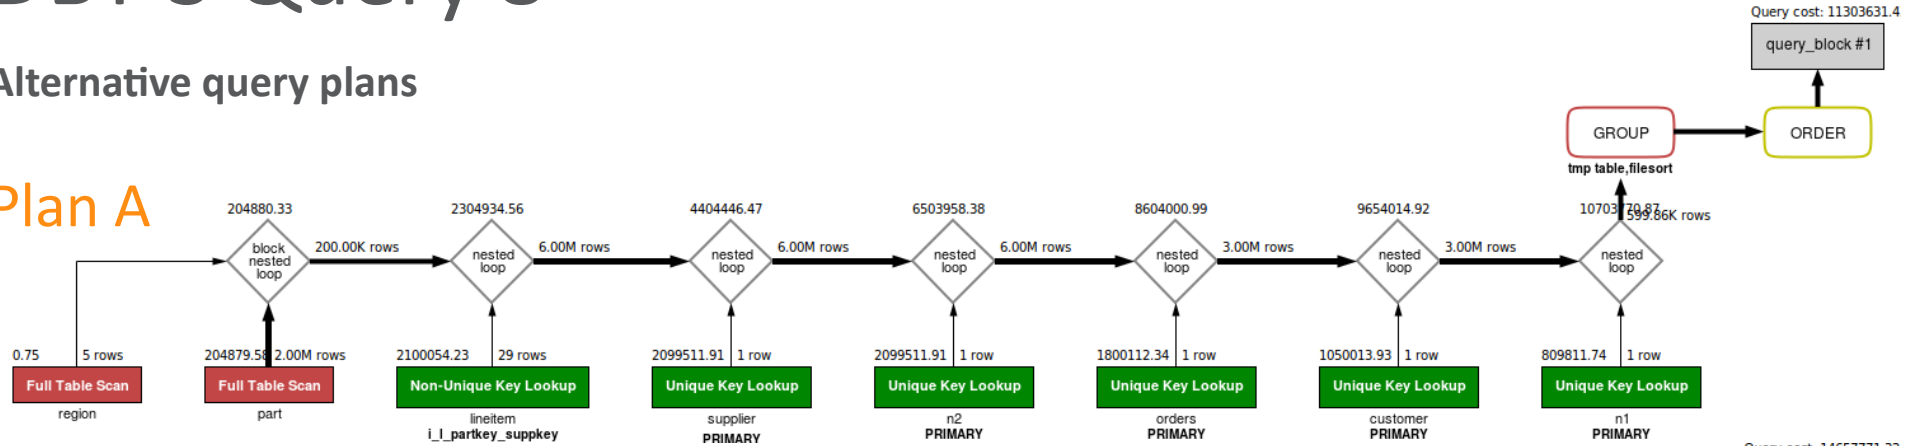 Query 8
Alternative query plans
Plan A
Query cost: 11303631.4
query_block #1
GROUP
ORDER
tmp table,filesort
599.86K rows
204880.33
2304934.56
4404446.47
6503958.38
8604000.99
9654014.92
block
nested
loop
200.00K rows
nested
loop
6.00M rows
nested
loop
6.00M rows
nested
loop
6.00M rows
nested
loop
3.00M rows
nested
loop
3.00M rows
nested
loop
0.75
5 rows
204879.58
2.00M rows
2100054.23
29 rows
2099511.91
1 row
2099511.91
1 row
1800112.34
1 row
1050013.93
1 row
809811.74
1 row
Full Table Scan
Full Table Scan
Non-Unique Key Lookup
Unique Key Lookup
Unique Key Lookup
Unique Key Lookup
Unique Key Lookup
Unique Key Lookup
region
part
lineitem
i_l_partkey_suppkey
supplier
PRIMARY
n2
PRIMARY
orders
PRIMARY
customer
PRIMARY
n1
PRIMARY